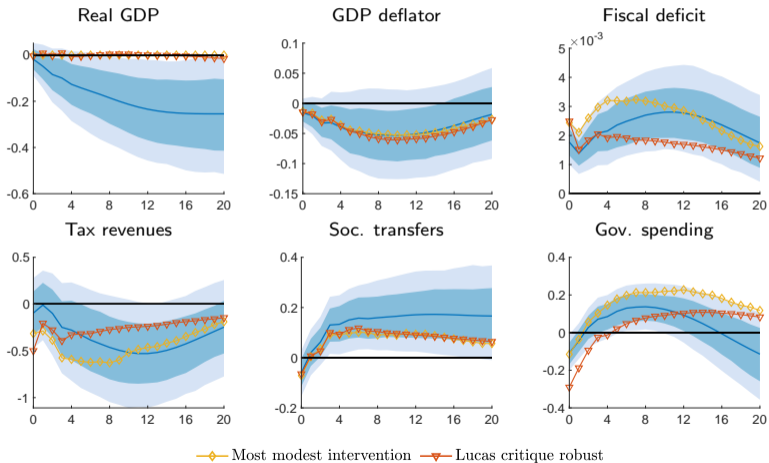 Real GDP
GDP deflator
Fiscal deficit
0
-0.2
-0.4
-0.6
0 4 8 12 16 20
0.1
0.05
0
-0.05
-0.1
-0.15
0 4 8 12 16 20
×10⁻³
5
4
3
2
1
0
0 4 8 12 16 20
Tax revenues
Soc. transfers
Gov. spending
0.5
0
-0.5
-1
0 4 8 12 16 20
0.4
0.2
0
-0.2
0 4 8 12 16 20
0.4
0.2
0
-0.2
-0.4
0 4 8 12 16 20
Most modest intervention Lucas critique robust